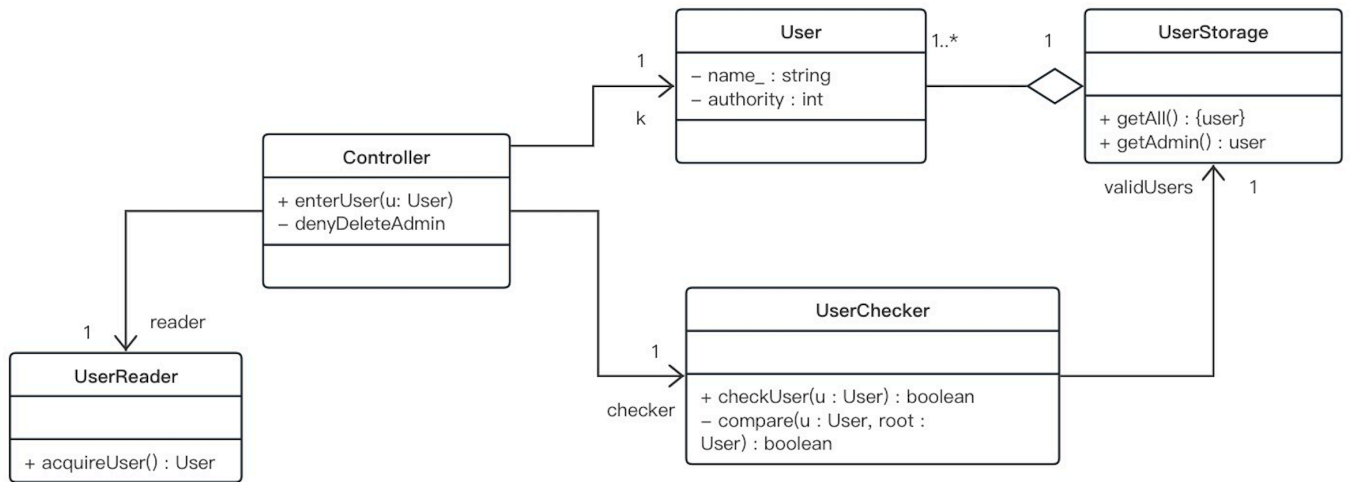 User
– name_ : string
– authority : int
1..*
1
UserStorage
+ getAll() : {user}
+ getAdmin() : user
1
k
Controller
+ enterUser(u: User)
– denyDeleteAdmin
validUsers
1
1
reader
UserReader
+ acquireUser() : User
1
checker
UserChecker
+ checkUser(u : User) : boolean
– compare(u : User, root :
User) : boolean